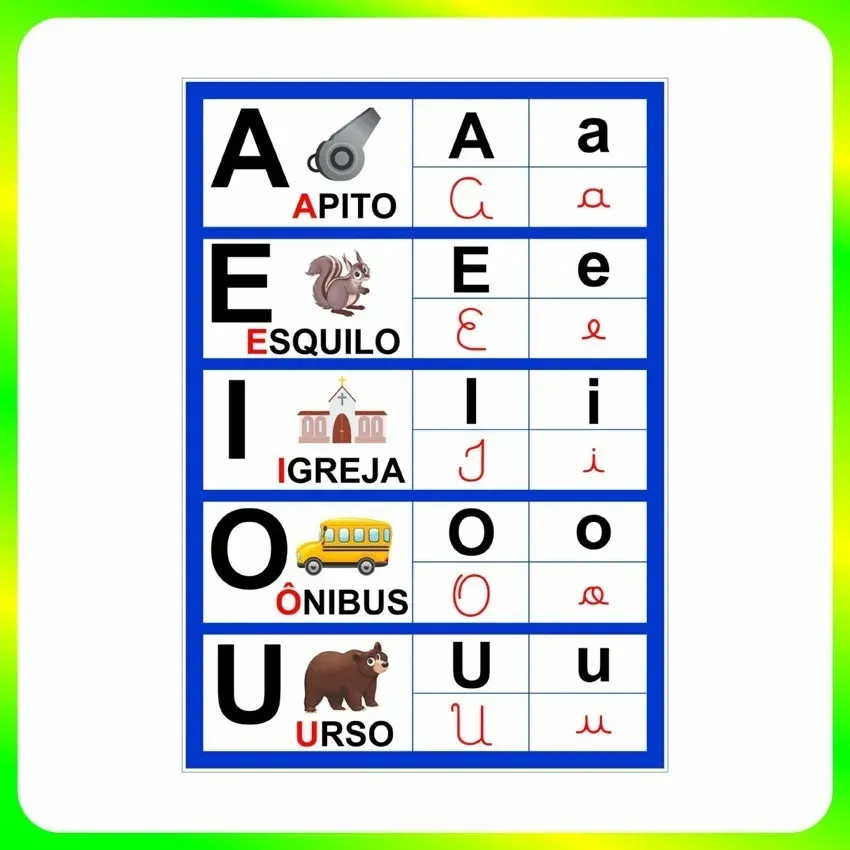 A A a
APITO A a
E E e
ESQUILO E e
I I i
IGREJA I i
O O o
ÔNIBUS O o
U U u
URSO U u